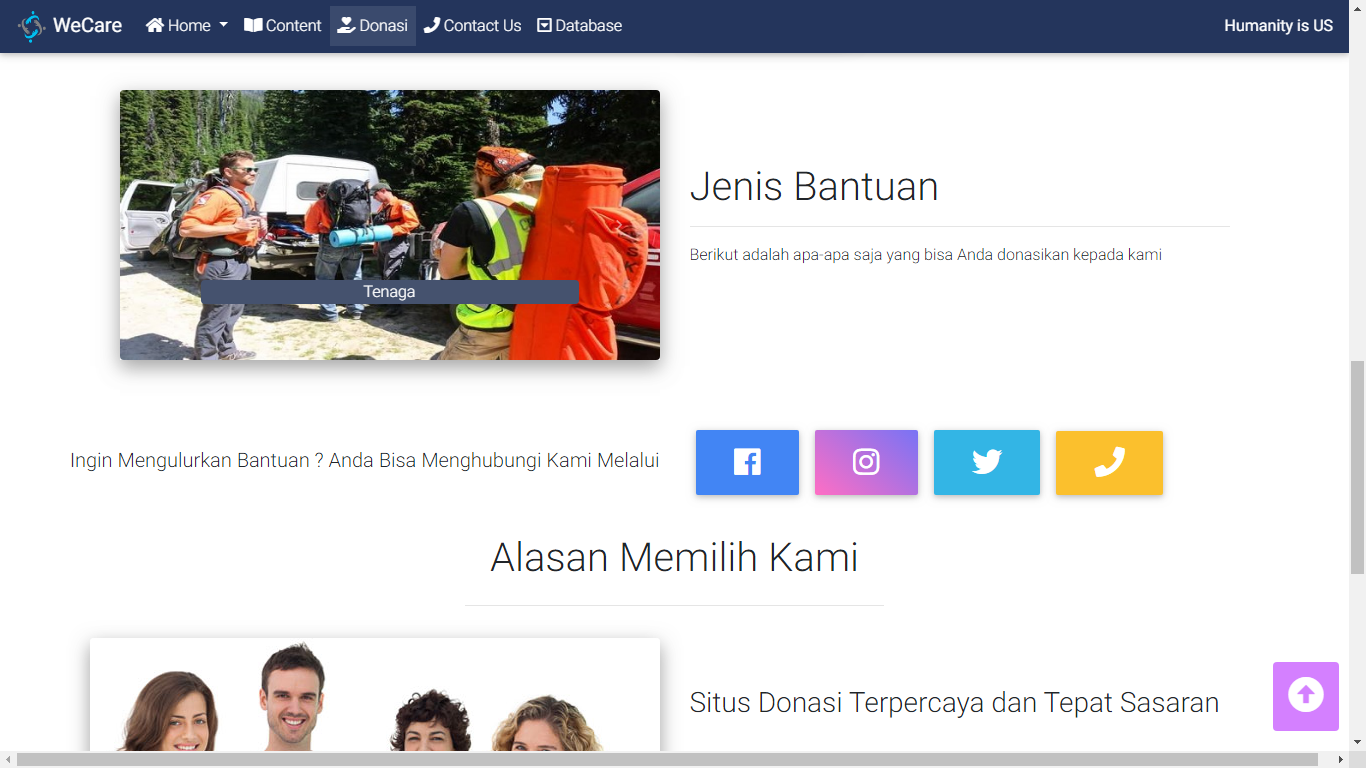 WeCare Home Content Donasi Contact Us Database Humanity is US
Tenaga
Jenis Bantuan
Berikut adalah apa-apa saja yang bisa Anda donasikan kepada kami
Ingin Mengulurkan Bantuan ? Anda Bisa Menghubungi Kami Melalui
Alasan Memilih Kami
Situs Donasi Terpercaya dan Tepat Sasaran